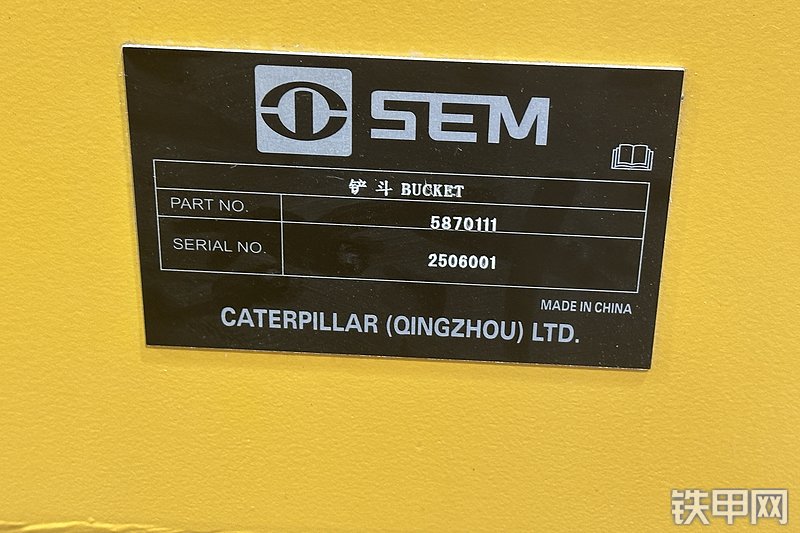 SEM
铲斗 BUCKET
PART NO. 5870111
SERIAL NO. 2506001
MADE IN CHINA
CATERPILLAR (QINGZHOU) LTD.
铁甲网